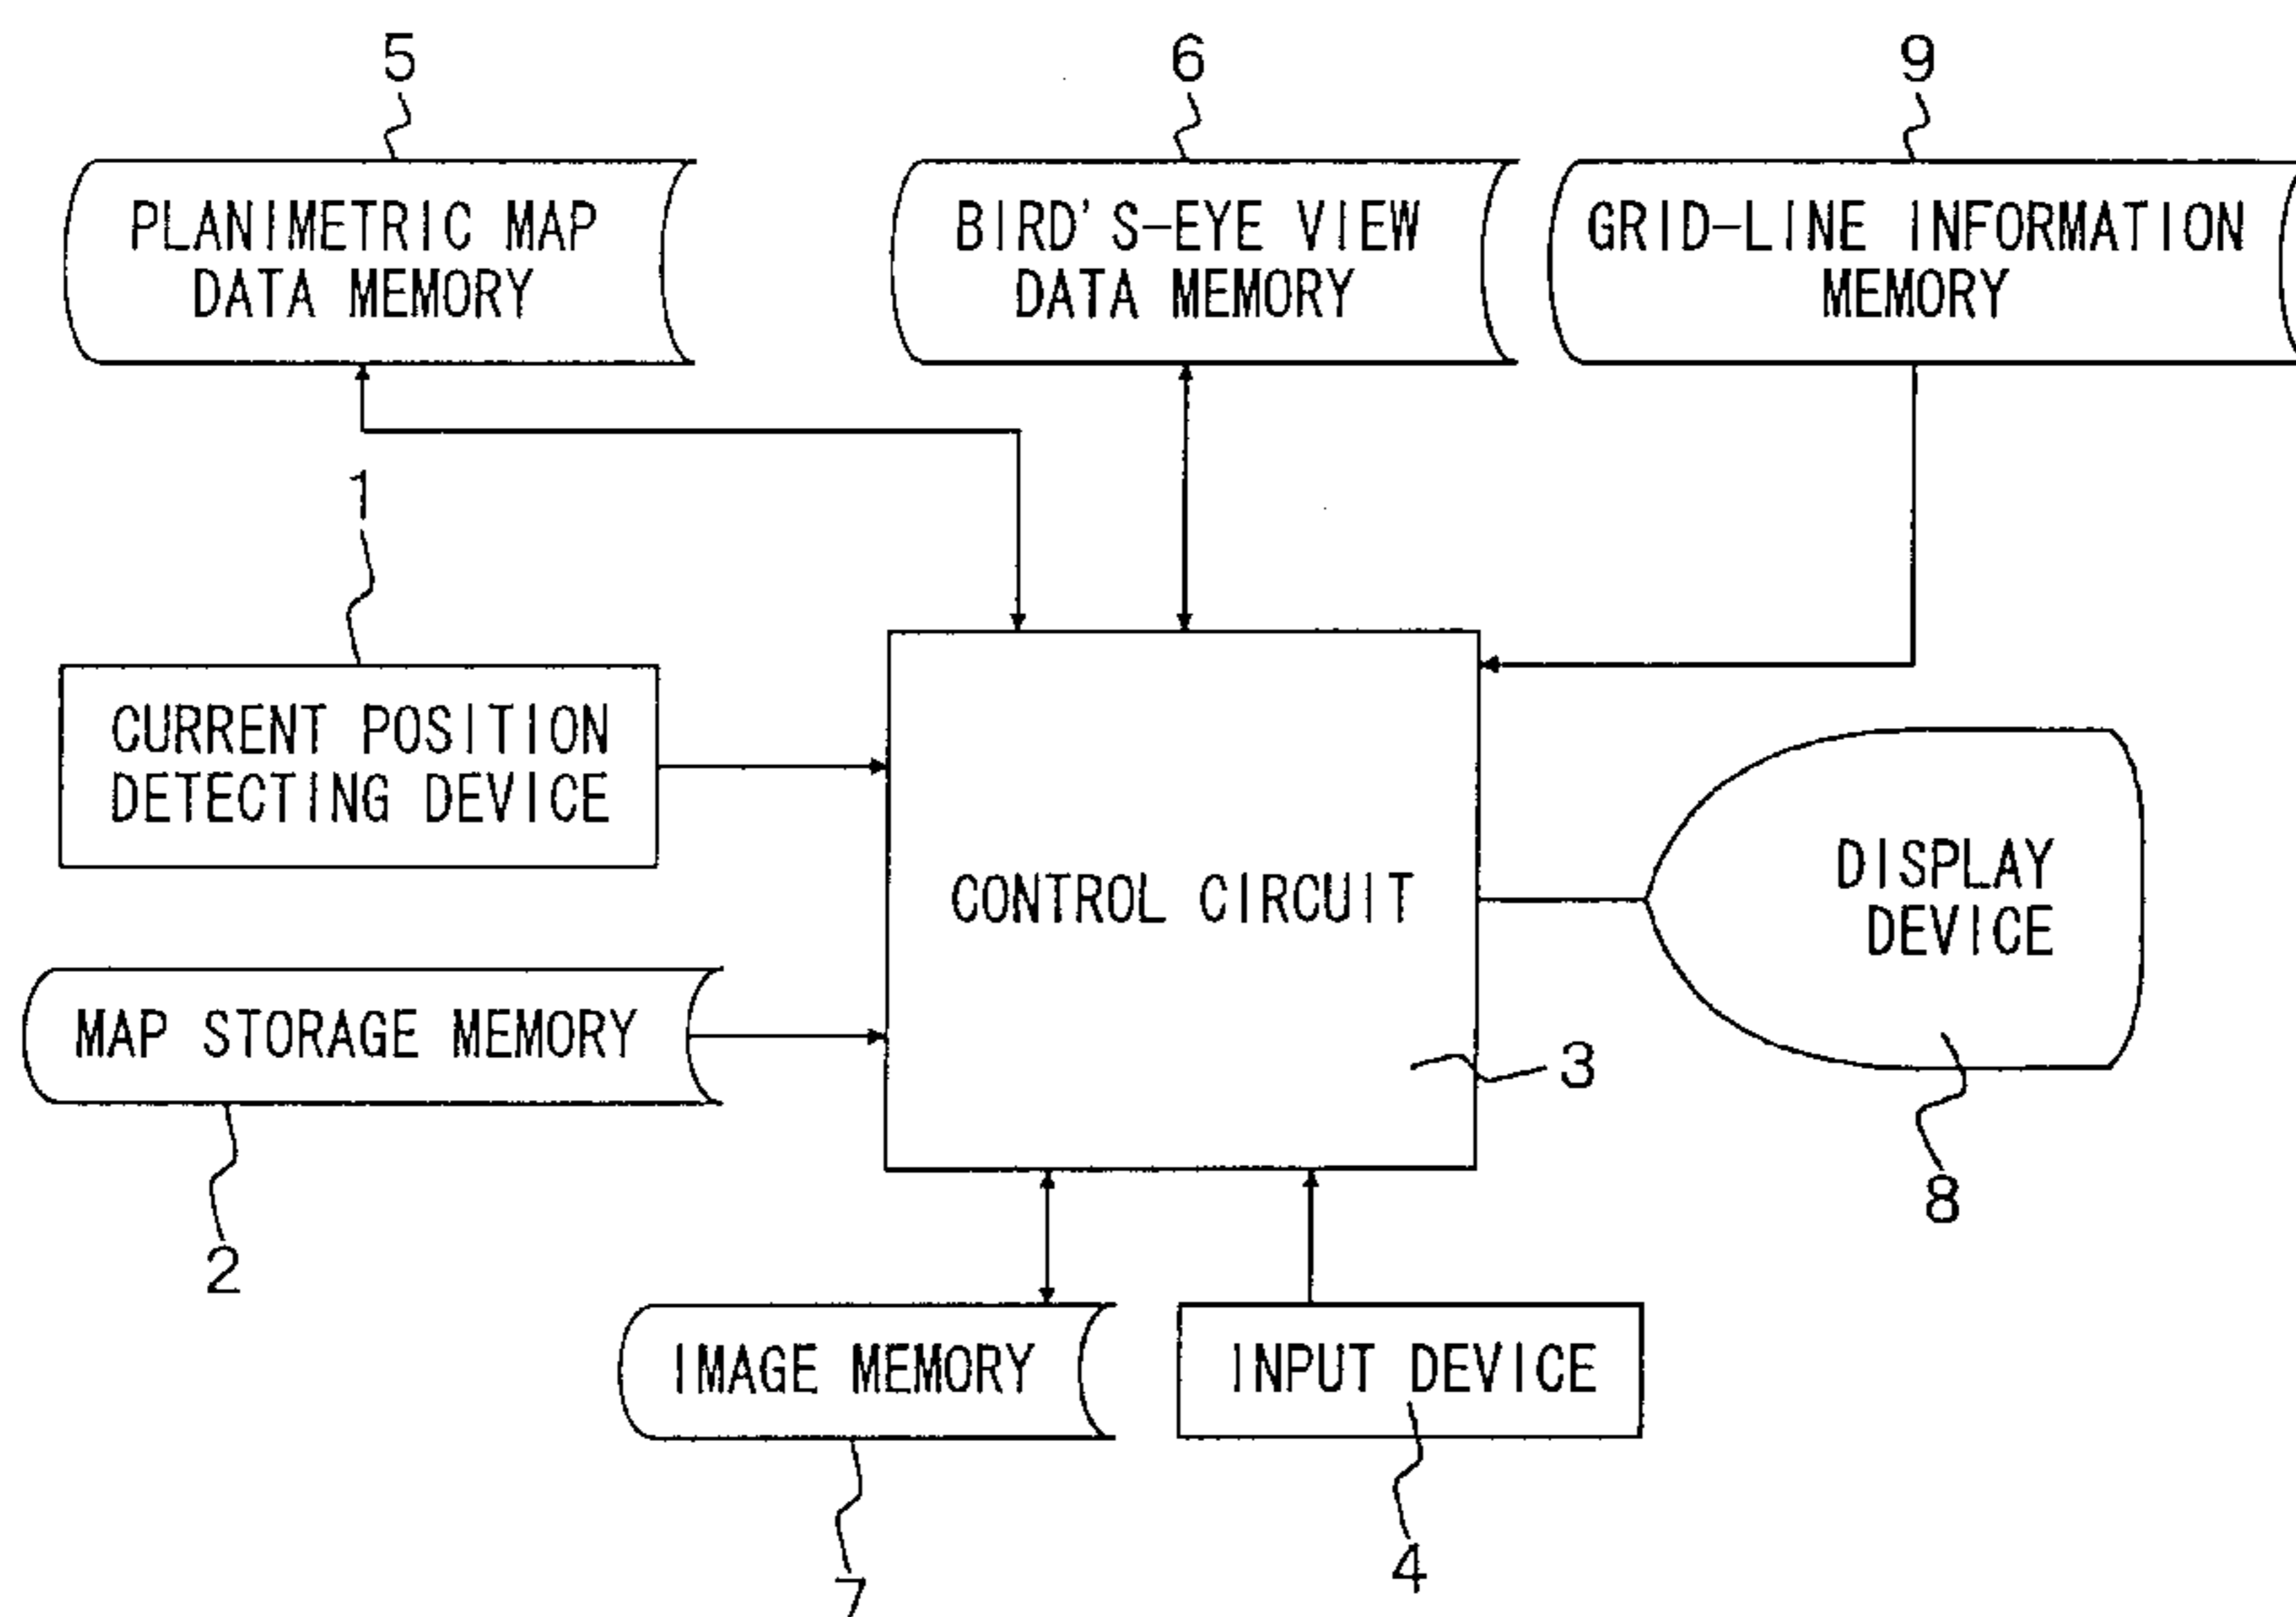 5
6
9
PLANIMETRIC MAP
DATA MEMORY
BIRD'S-EYE VIEW
DATA MEMORY
GRID-LINE INFORMATION
MEMORY
1
CURRENT POSITION
DETECTING DEVICE
CONTROL CIRCUIT
DISPLAY
DEVICE
MAP STORAGE MEMORY
3
8
2
IMAGE MEMORY
INPUT DEVICE
4
7